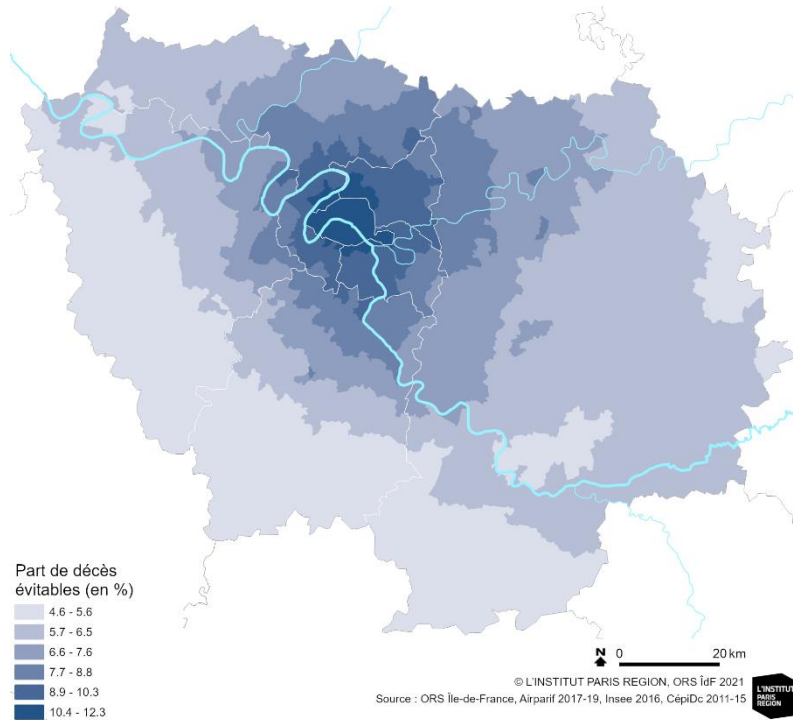 Part de décès
évitables (en %)
4.6 - 5.6
5.7 - 6.5
6.6 - 7.6
7.7 - 8.8
8.9 - 10.3
10.4 - 12.3
N 0 20 km
© L'INSTITUT PARIS REGION, ORS ÎdF 2021
Source : ORS Île-de-France, Airparif 2017-19, Insee 2016, CépiDc 2011-15
L'INSTITUT
PARIS
REGION